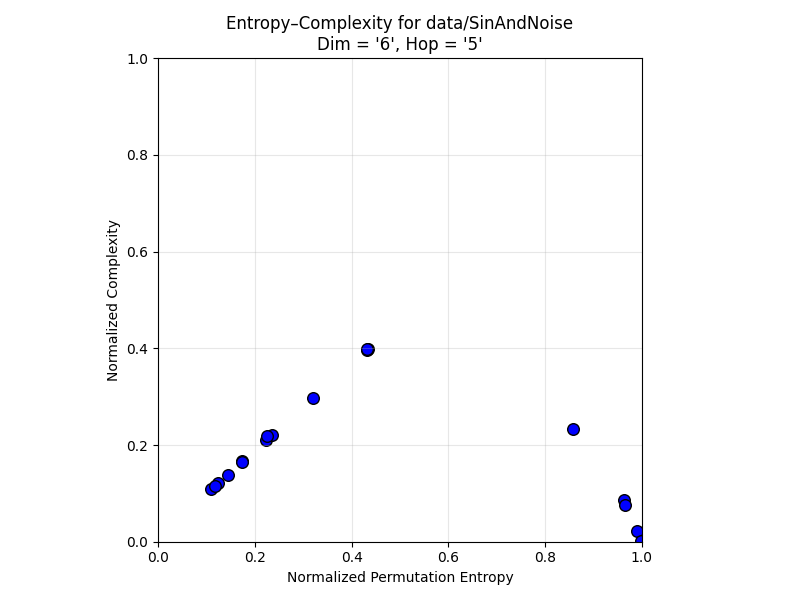 Entropy–Complexity for data/SinAndNoise
Dim = '6', Hop = '5'
1.0
0.8
0.6
0.4
0.2
0.0
Normalized Complexity
0.0 0.2 0.4 0.6 0.8 1.0
Normalized Permutation Entropy